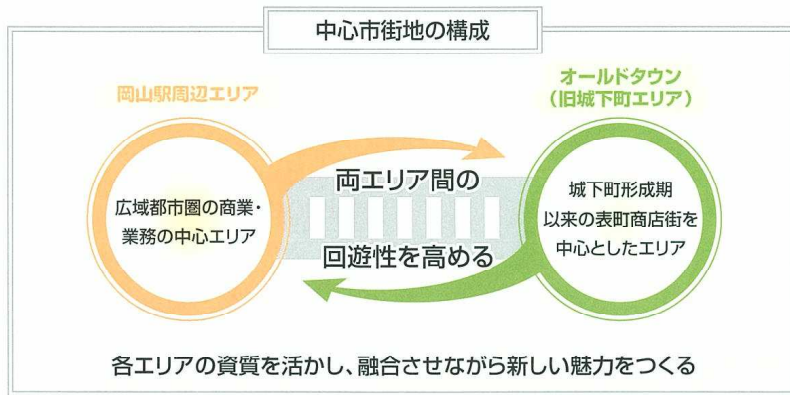 中心市街地の構成
岡山駅周辺エリア
オールドタウン
（旧城下町エリア）
広域都市圏の商業・
業務の中心エリア
両エリア間の
回遊性を高める
城下町形成期
以来の表町商店街を
中心としたエリア
各エリアの資質を活かし、融合させながら新しい魅力をつくる